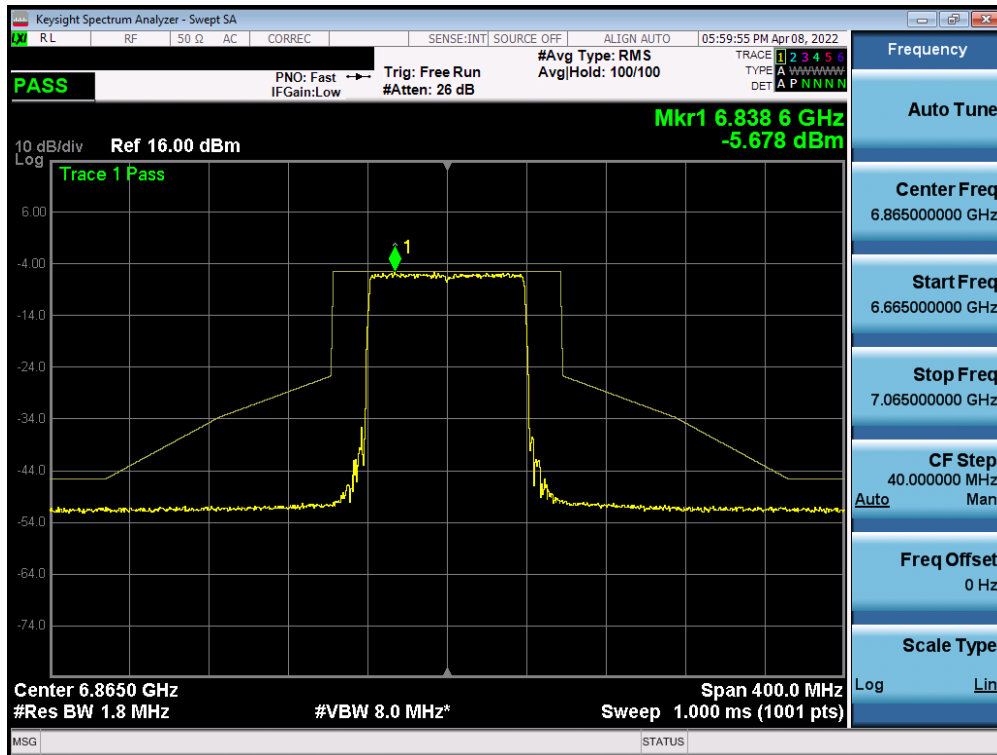 Keysight Spectrum Analyzer - Swept SA
LXI RL RF 50 Ω AC CORREC SENSE:INT SOURCE OFF ALIGN AUTO 05:59:55 PM Apr 08, 2022
PASS
PNO: Fast
IFGain:Low
Trig: Free Run
#Atten: 26 dB
#Avg Type: RMS
Avg|Hold: 100/100
TRACE 1 2 3 4 5 6
TYPE A WWWWW
DET A P N N N N
Mkr1 6.838 6 GHz
-5.678 dBm
10 dB/div Ref 16.00 dBm
Log
Trace 1 Pass
1
6.00
-4.00
-14.0
-24.0
-34.0
-44.0
-54.0
-64.0
-74.0
Center 6.8650 GHz Span 400.0 MHz
#Res BW 1.8 MHz #VBW 8.0 MHz* Sweep 1.000 ms (1001 pts)
MSG STATUS
Frequency
Auto Tune
Center Freq
6.865000000 GHz
Start Freq
6.665000000 GHz
Stop Freq
7.065000000 GHz
CF Step
40.000000 MHz
Auto Man
Freq Offset
0 Hz
Scale Type
Log Lin